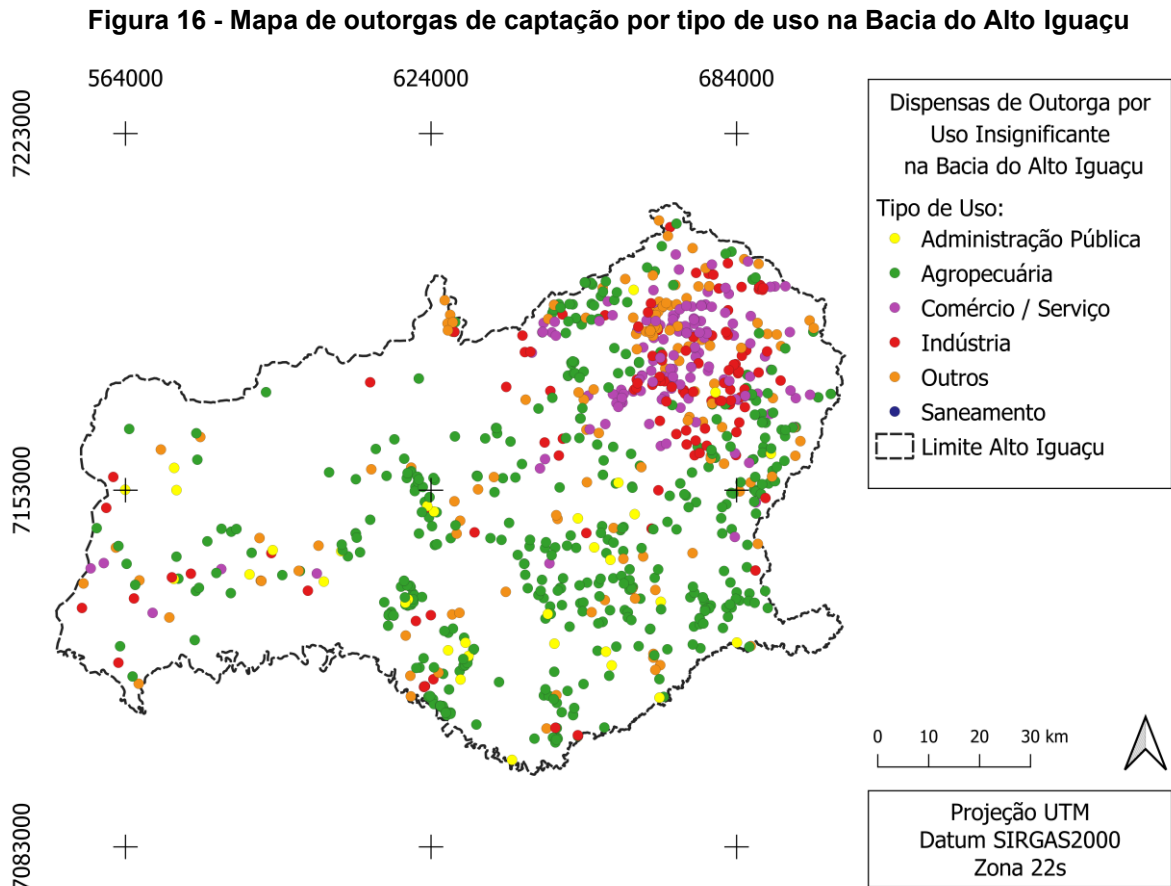 Figura 16 - Mapa de outorgas de captação por tipo de uso na Bacia do Alto Iguaçu
564000
624000
684000
7223000
7153000
7083000
Dispensas de Outorga por
Uso Insignificante
na Bacia do Alto Iguaçu
Tipo de Uso:
Administração Pública
Agropecuária
Comércio / Serviço
Indústria
Outros
Saneamento
Limite Alto Iguaçu
0 10 20 30 km
Projeção UTM
Datum SIRGAS2000
Zona 22s